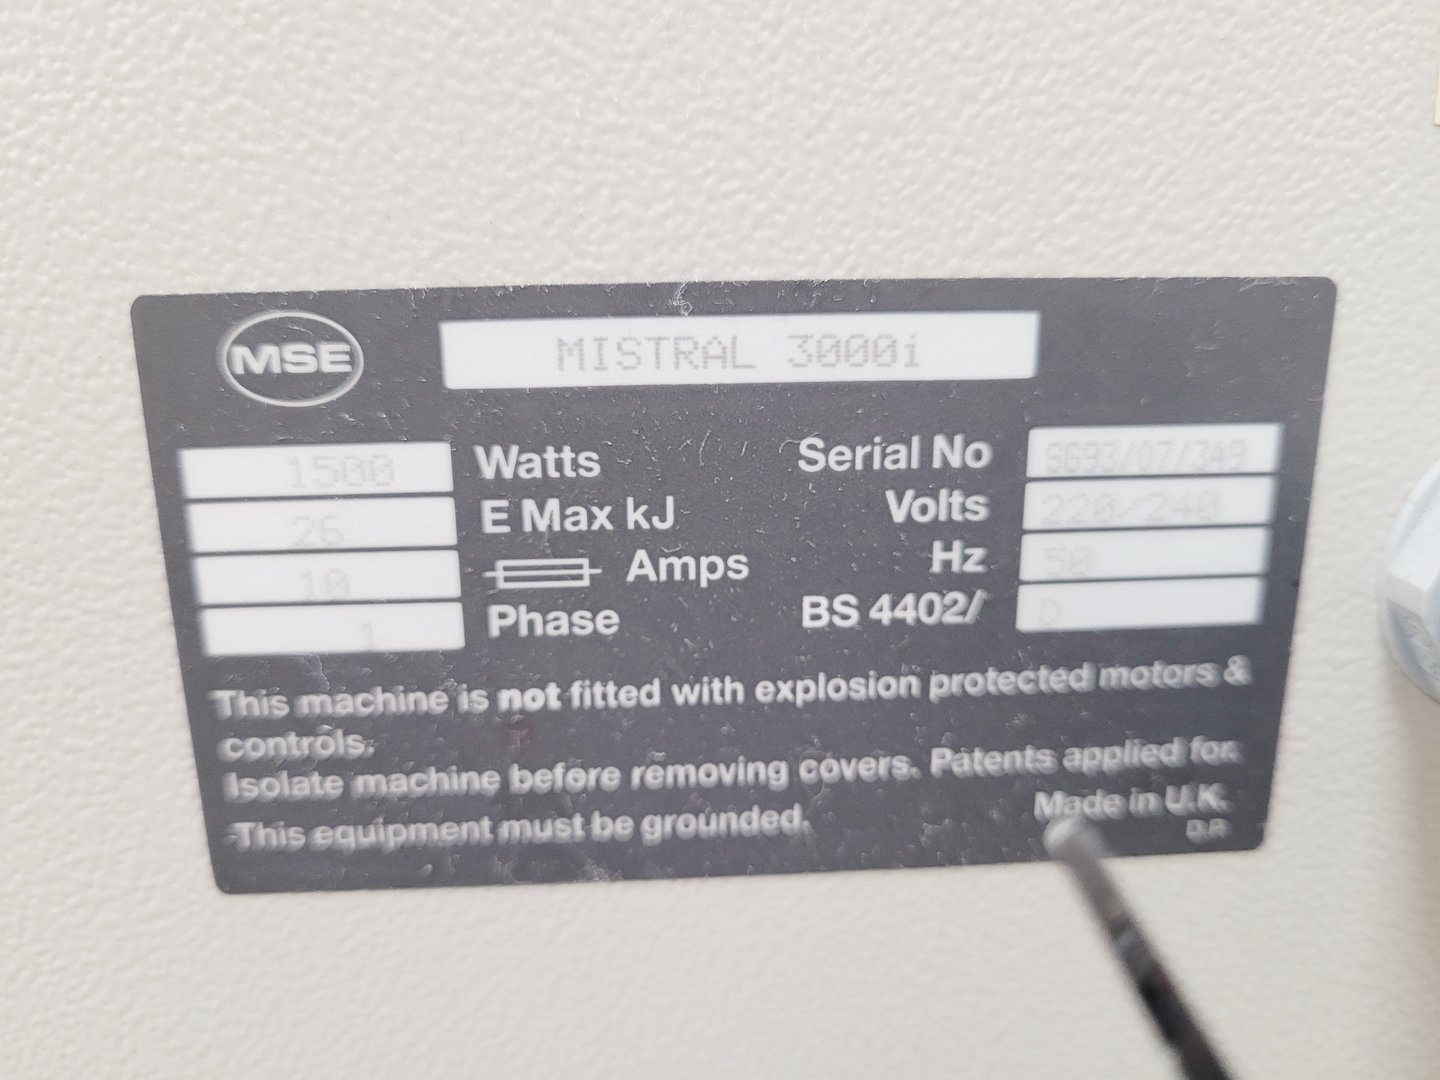 MSE
MISTRAL 3000i
1500 Watts Serial No SG93/07/349
26 E Max kJ Volts 220/240
10 Amps Hz 50
1 Phase BS 4402/ D
This machine is not fitted with explosion protected motors &
controls.
Isolate machine before removing covers. Patents applied for.
This equipment must be grounded. Made in U.K.
D.R.